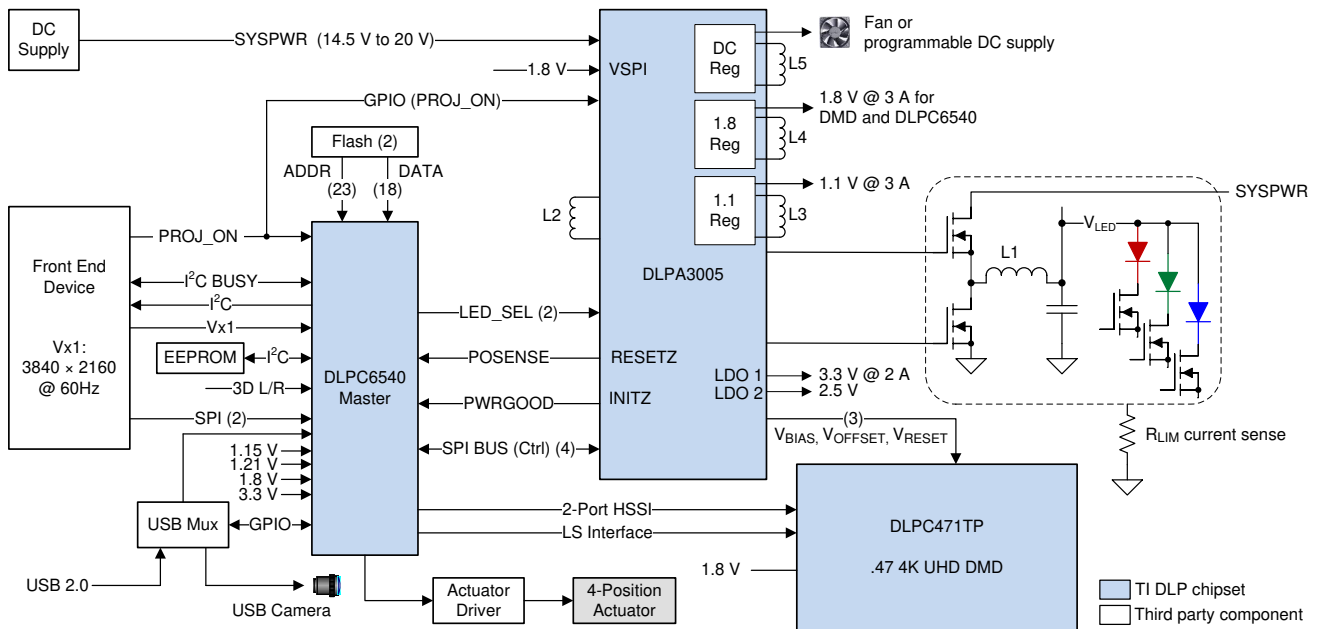 DC
Supply
SYSPWR (14.5 V to 20 V)
1.8 V
VSPI
GPIO (PROJ_ON)
DC
Reg
L5
Fan or
programmable DC supply
1.8
Reg
L4
1.8 V @ 3 A for
DMD and DLPC6540
1.1
Reg
L3
1.1 V @ 3 A
Flash (2)
ADDR
(23)
DATA
(18)
L2
DLPA3005
SYSPWR
L1
VLED
Front End
Device
Vx1:
3840 × 2160
@ 60Hz
PROJ_ON
I2C BUSY
I2C
Vx1
EEPROM
I2C
3D L/R
SPI (2)
1.15 V
1.21 V
1.8 V
3.3 V
DLPC6540
Master
LED_SEL (2)
POSENSE
RESETZ
PWRGOOD
INITZ
SPI BUS (Ctrl) (4)
LDO 1
3.3 V @ 2 A
LDO 2
2.5 V
(3)
VBIAS, VOFFSET, VRESET
RLIM current sense
USB Mux
GPIO
USB 2.0
USB Camera
2-Port HSSI
LS Interface
DLPC471TP
.47 4K UHD DMD
1.8 V
Actuator
Driver
4-Position
Actuator
TI DLP chipset
Third party component